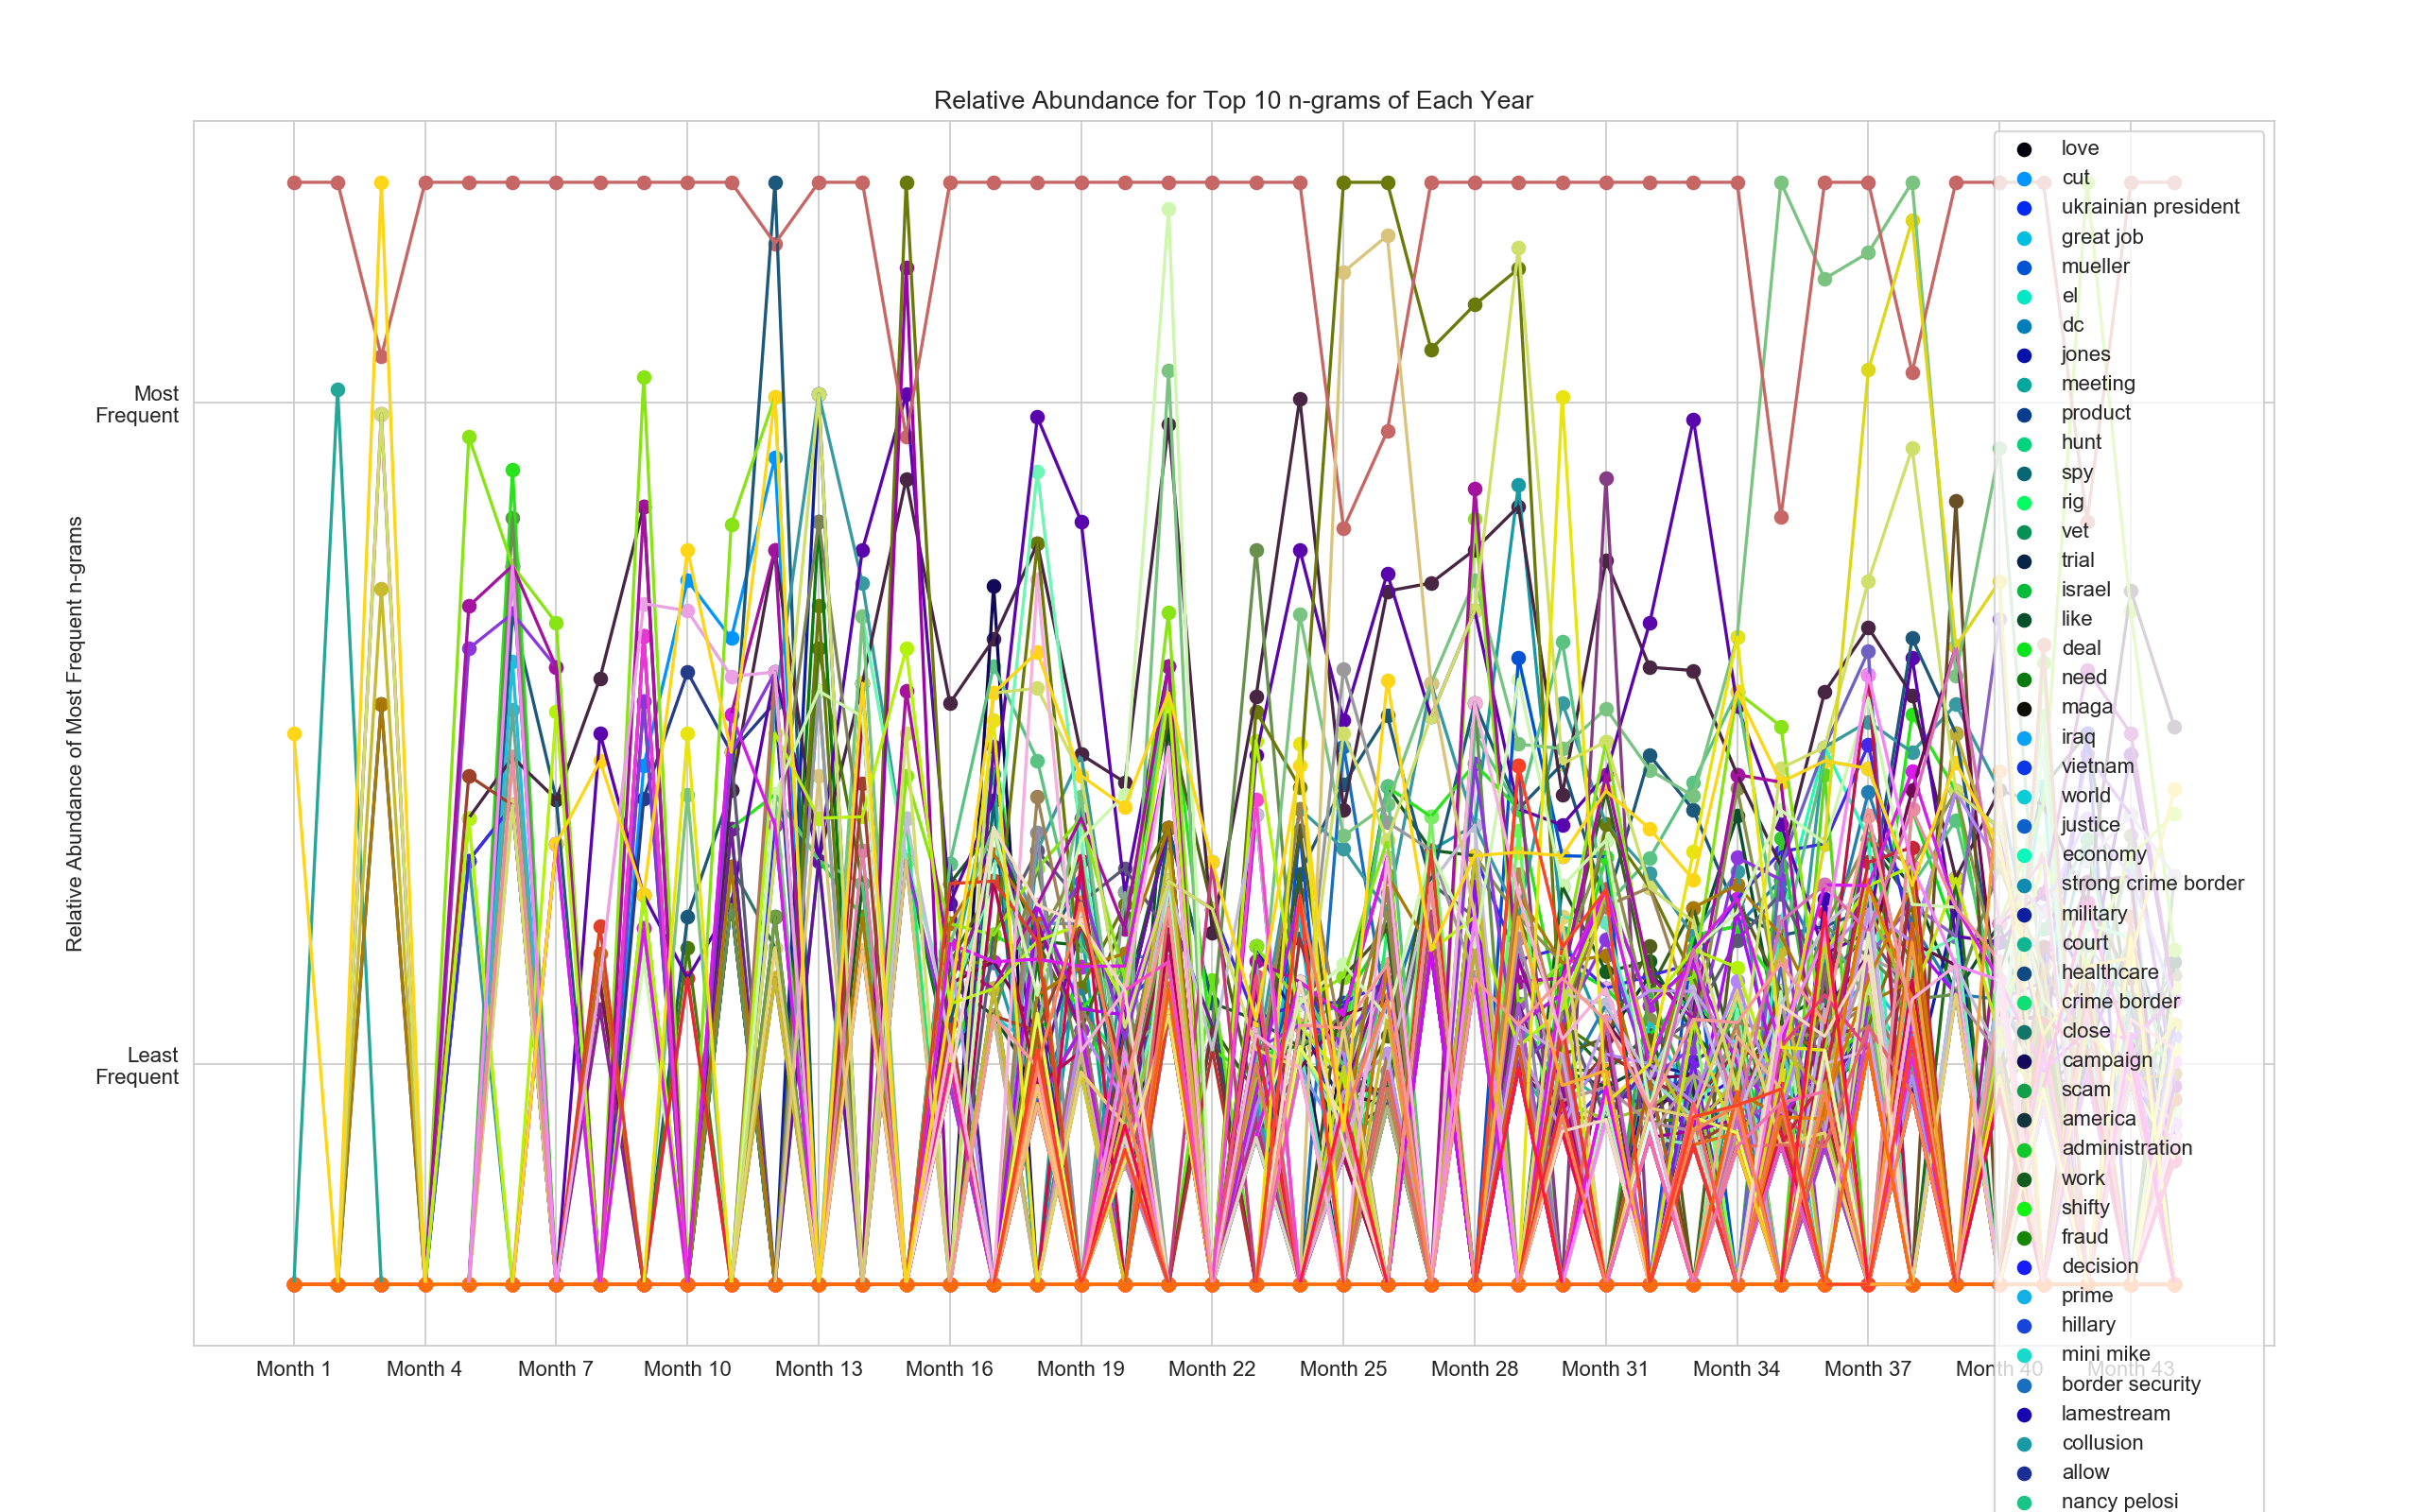 Relative Abundance for Top 10 n-grams of Each Year
Relative Abundance of Most Frequent n-grams
Most
Frequent
Least
Frequent
Month 1
Month 4
Month 7
Month 10
Month 13
Month 16
Month 19
Month 22
Month 25
Month 28
Month 31
Month 34
Month 37
Month 40
Month 43
love
cut
ukrainian president
great job
mueller
el
dc
jones
meeting
product
hunt
spy
rig
vet
trial
israel
like
deal
need
maga
iraq
vietnam
world
justice
economy
strong crime border
military
court
healthcare
crime border
close
campaign
scam
america
administration
work
shifty
fraud
decision
prime
hillary
mini mike
border security
lamestream
collusion
allow
nancy pelosi